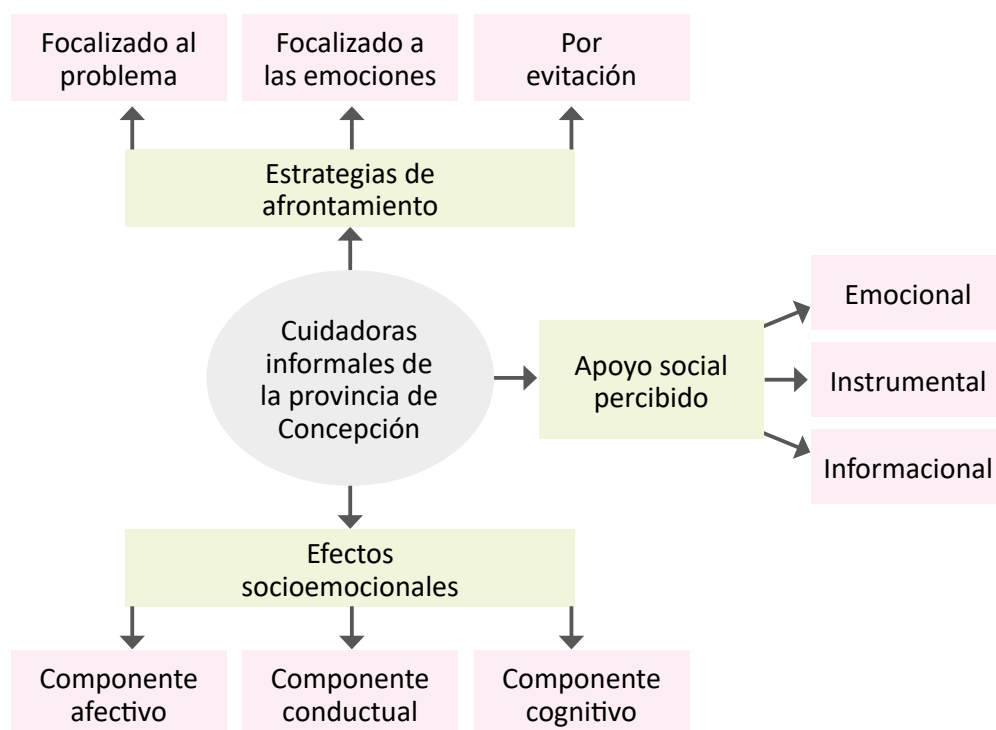 Focalizado al
problema
Focalizado a
las emociones
Por
evitación
Estrategias de
afrontamiento
Cuidadoras
informales de
la provincia de
Concepción
Apoyo social
percibido
Emocional
Instrumental
Informacional
Efectos
socioemocionales
Componente
afectivo
Componente
conductual
Componente
cognitivo